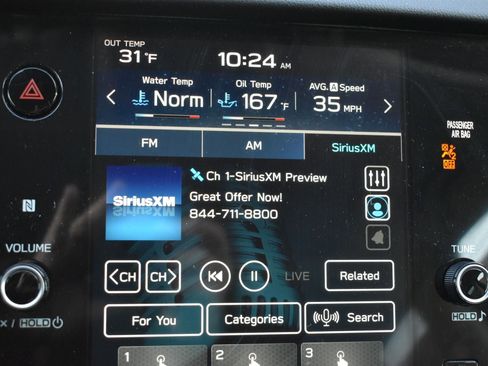 OUT TEMP
31°F
10:24 AM
Water Temp
Norm
Oil Temp
167 °F
AVG. A Speed
35 MPH
PASSENGER
AIR BAG
OFF
FM
AM
SiriusXM
Ch 1-SiriusXM Preview
Great Offer Now!
844-711-8800
SiriusXM
N
VOLUME
TUNE
CH
CH
LIVE
Related
HOLD
HOLD
For You
Categories
Search
1
2
3